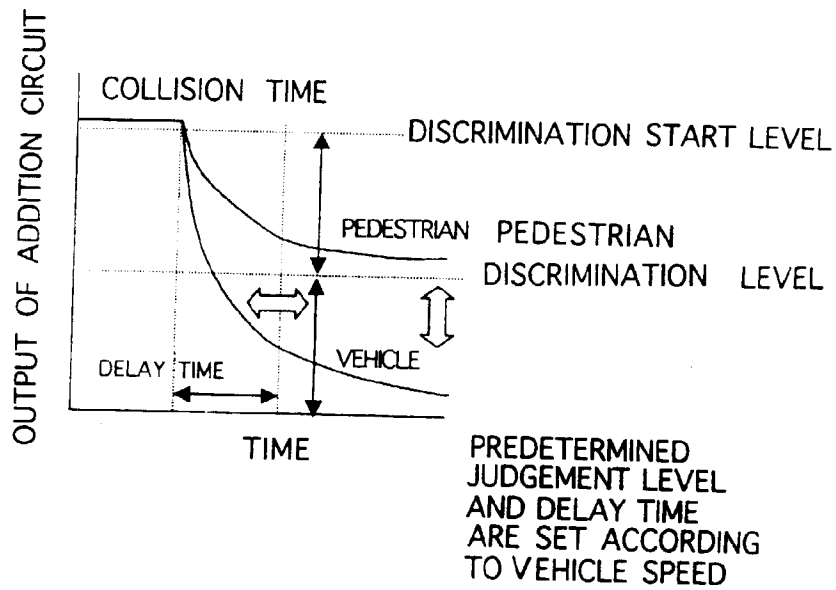 OUTPUT OF ADDITION CIRCUIT
COLLISION TIME
DISCRIMINATION START LEVEL
PEDESTRIAN
PEDESTRIAN
DISCRIMINATION LEVEL
VEHICLE
DELAY TIME
TIME
PREDETERMINED
JUDGEMENT LEVEL
AND DELAY TIME
ARE SET ACCORDING
TO VEHICLE SPEED